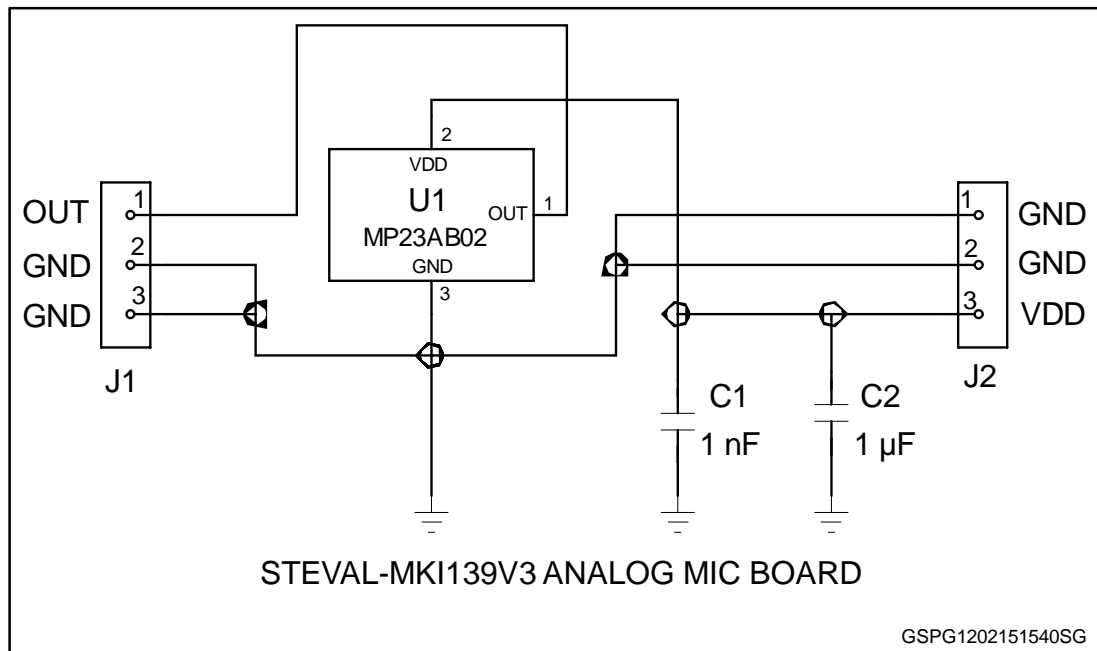 2
VDD
U1
1
OUT
MP23AB02
GND
3
OUT
GND
GND
1
2
3
J1
1
2
3
GND
GND
VDD
J2
C1
1 nF
C2
1 µF
STEVAL-MKI139V3 ANALOG MIC BOARD
GSPG1202151540SG